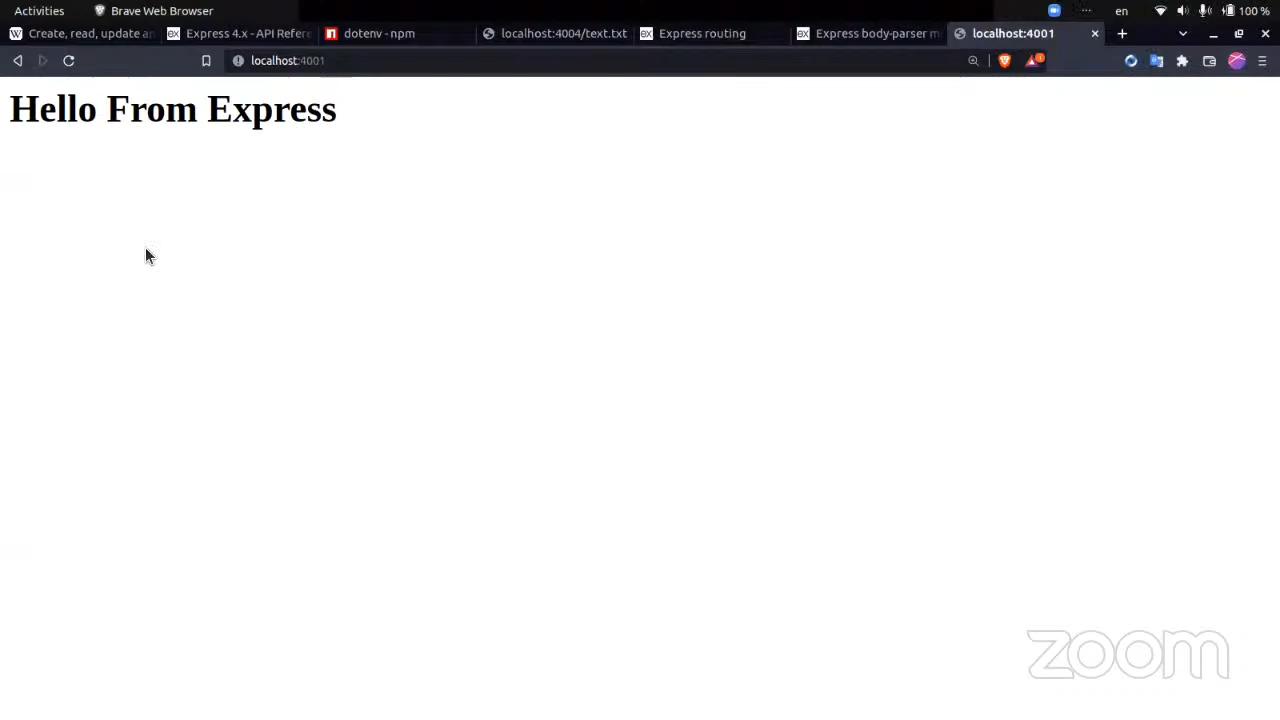 Activities
Brave Web Browser
en
100 %
Create, read, update a
Express 4.x - API Refere
dotenv - npm
localhost:4004/text.txt
Express routing
Express body-parser m
localhost:4001
localhost:4001
Hello From Express
zoom